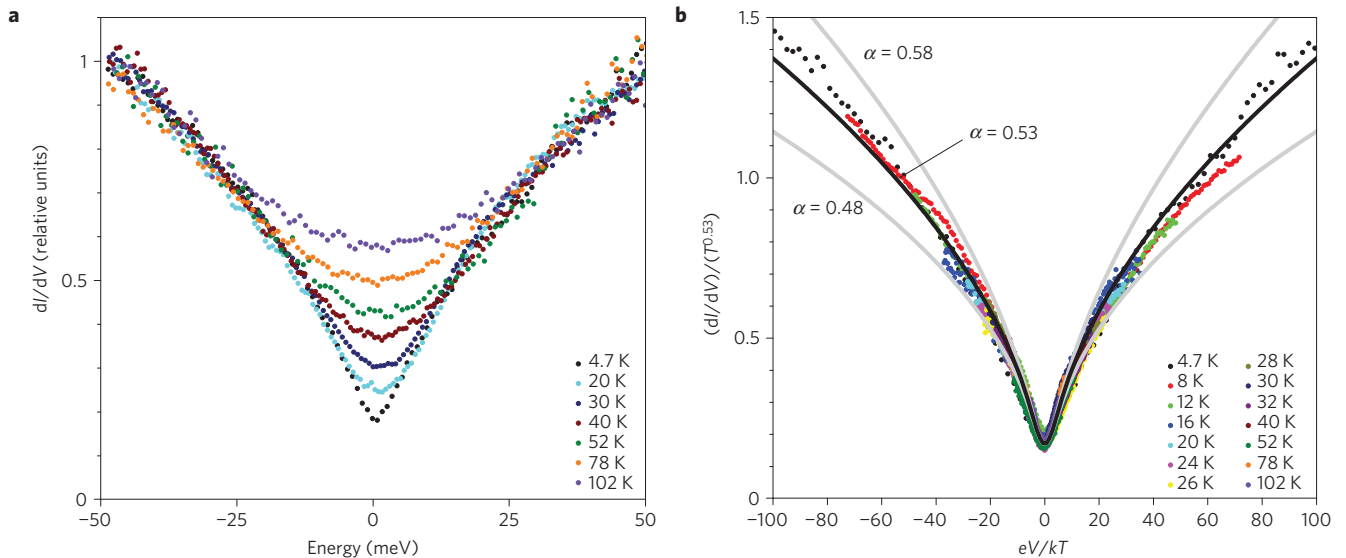 a
dI/dV (relative units)
1
0.5
0
−50
−25
0
25
50
Energy (meV)
4.7 K
20 K
30 K
40 K
52 K
78 K
102 K
b
(dI/dV)/(T^0.53)
1.5
1.0
0.5
0
−100
−80
−60
−40
−20
0
20
40
60
80
100
eV/kT
α = 0.58
α = 0.53
α = 0.48
4.7 K
8 K
12 K
16 K
20 K
24 K
26 K
28 K
30 K
32 K
40 K
52 K
78 K
102 K